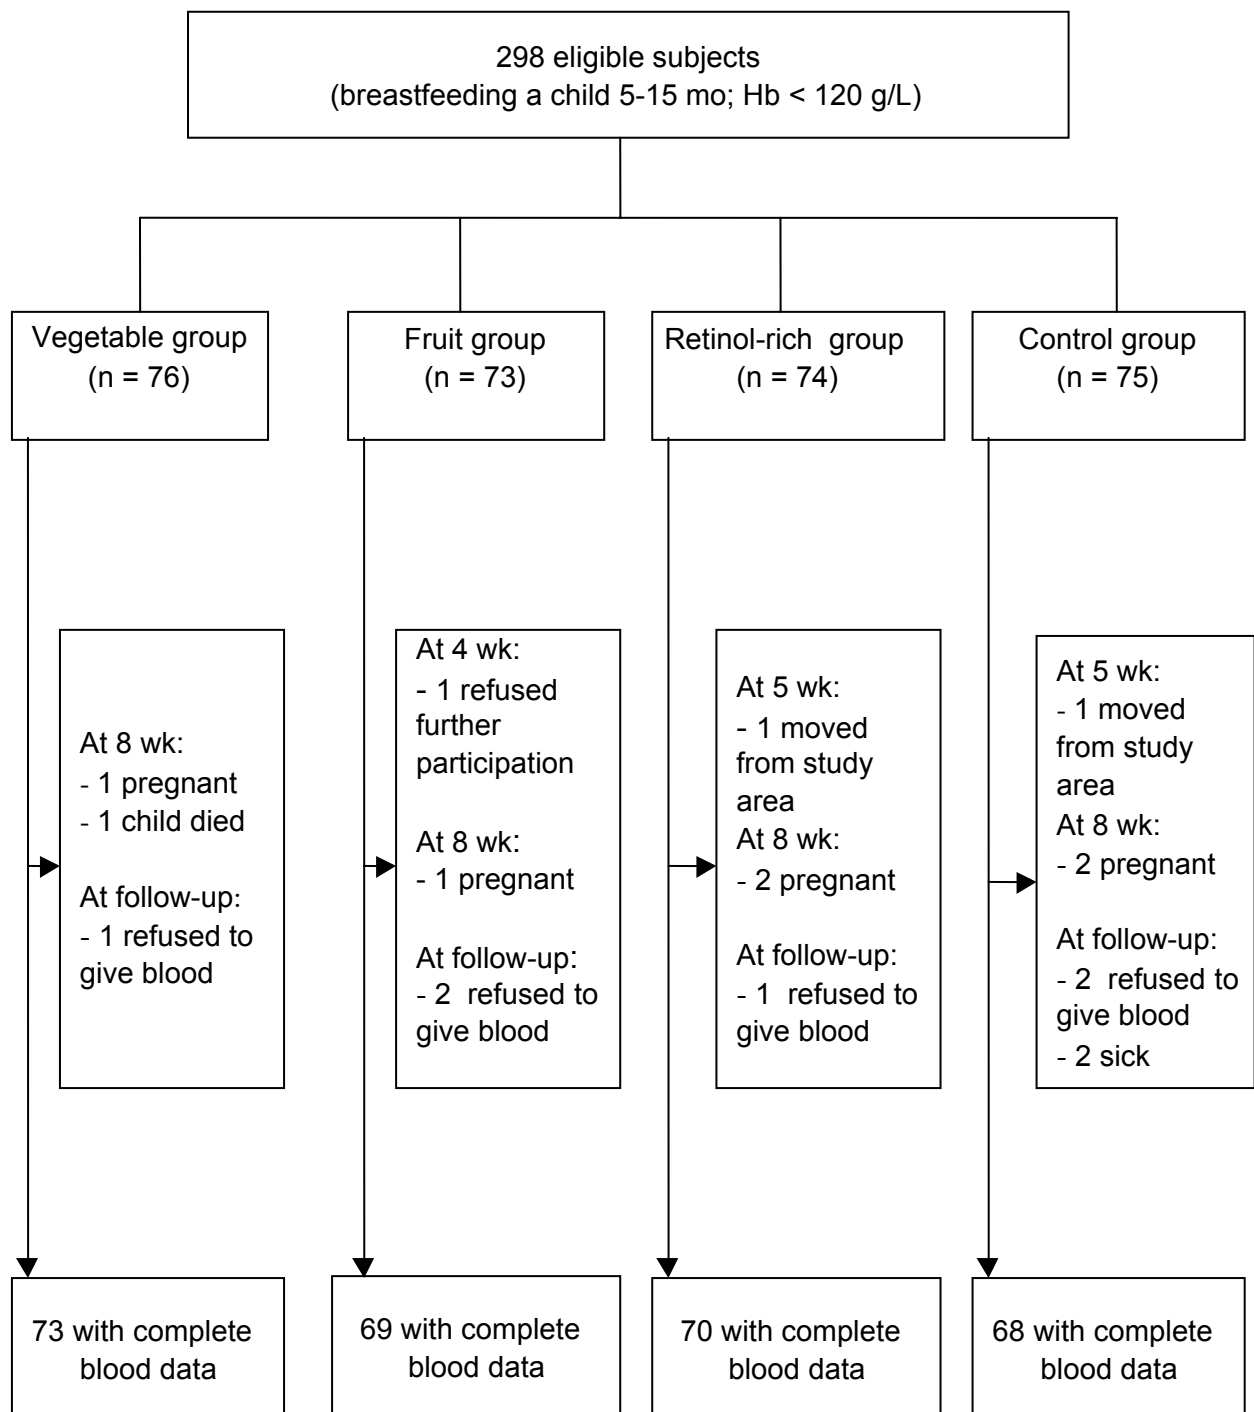 298 eligible subjects
(breastfeeding a child 5-15 mo; Hb < 120 g/L)
Vegetable group
(n = 76)
Fruit group
(n = 73)
Retinol-rich group
(n = 74)
Control group
(n = 75)
At 8 wk:
- 1 pregnant
- 1 child died
At follow-up:
- 1 refused to
give blood
At 4 wk:
- 1 refused
further
participation
At 8 wk:
- 1 pregnant
At follow-up:
- 2 refused to
give blood
At 5 wk:
- 1 moved
from study
area
At 8 wk:
- 2 pregnant
At follow-up:
- 1 refused to
give blood
At 5 wk:
- 1 moved
from study
area
At 8 wk:
- 2 pregnant
At follow-up:
- 2 refused to
give blood
- 2 sick
73 with complete
blood data
69 with complete
blood data
70 with complete
blood data
68 with complete
blood data